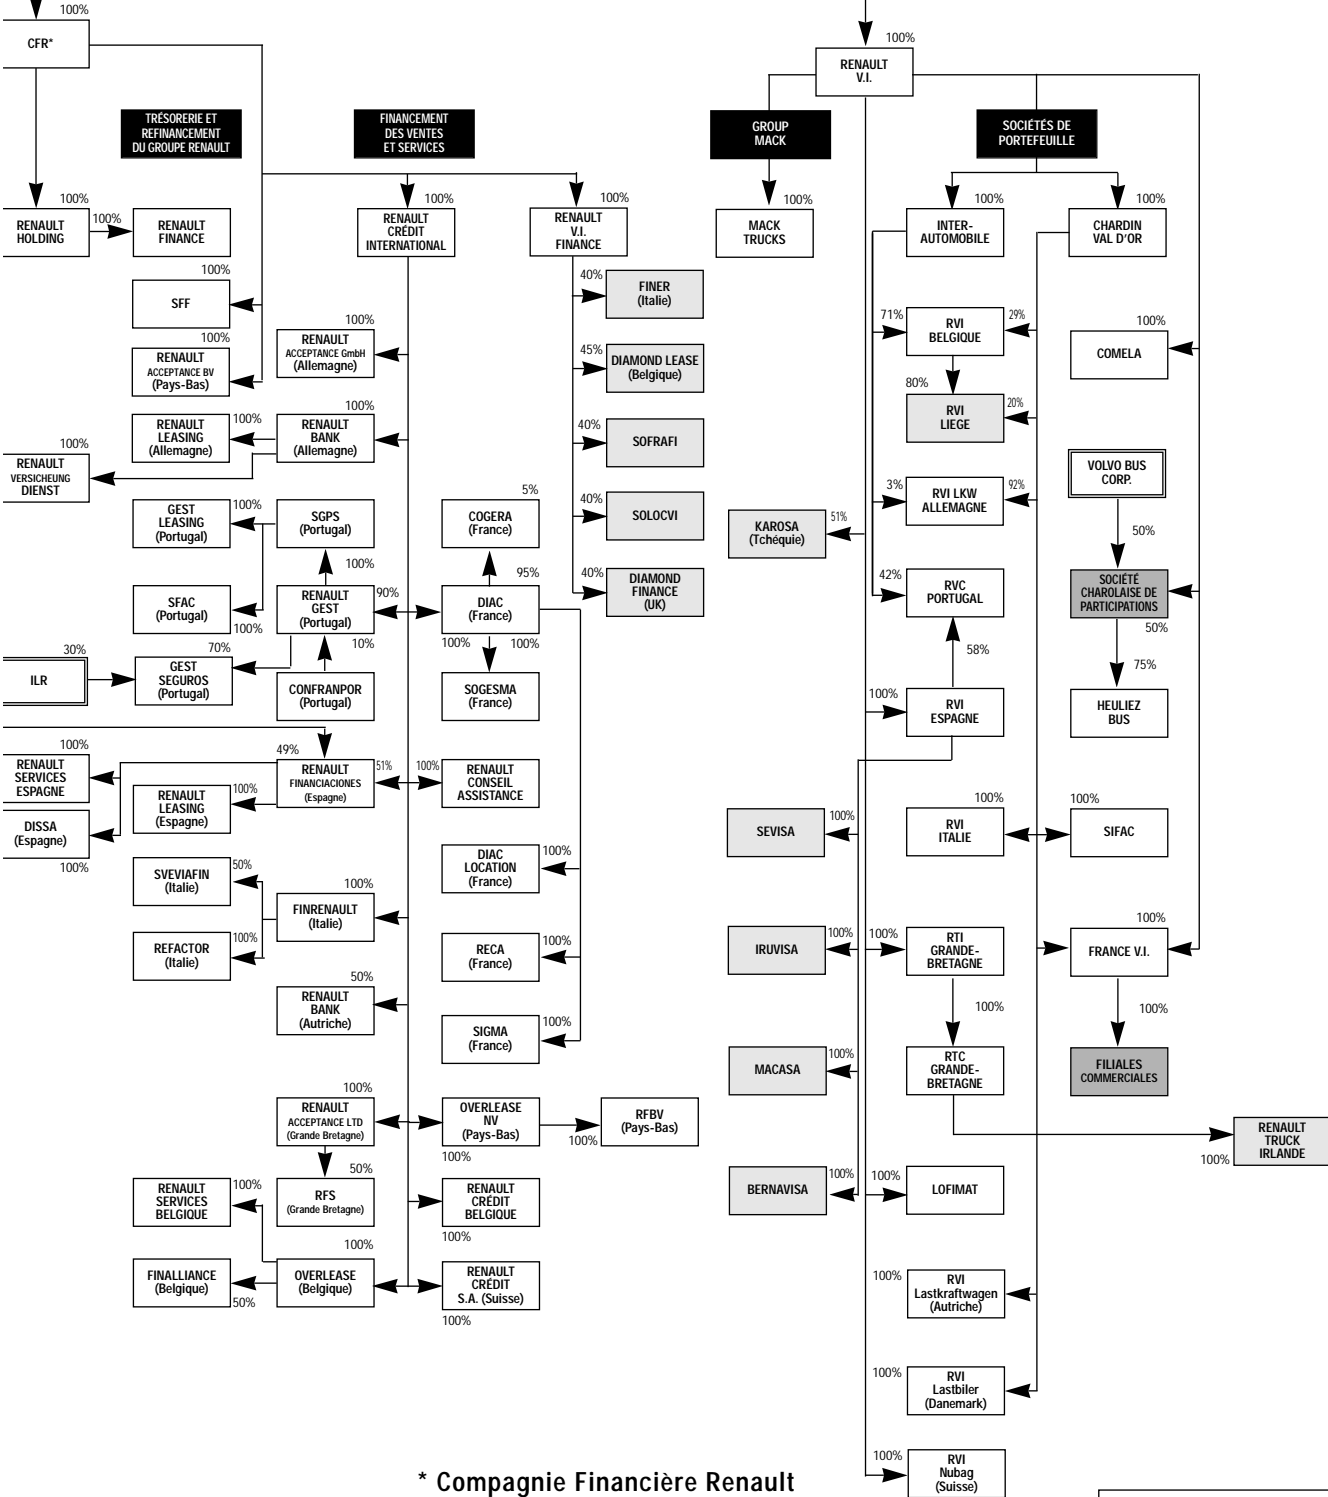 100%
CFR*
TRÉSORERIE ET
REFINANCEMENT
DU GROUPE RENAULT
FINANCEMENT
DES VENTES
ET SERVICES
100%
RENAULT
HOLDING
100%
RENAULT
FINANCE
100%
RENAULT
CRÉDIT
INTERNATIONAL
100%
RENAULT
V.I.
FINANCE
100%
SFF
100%
RENAULT
ACCEPTANCE BV
(Pays-Bas)
100%
RENAULT
ACCEPTANCE GmbH
(Allemagne)
40%
FINER
(Italie)
45%
DIAMOND LEASE
(Belgique)
RENAULT
LEASING
(Allemagne)
100%
100%
RENAULT
BANK
(Allemagne)
40%
SOFRAFI
100%
RENAULT
VERSICHEUNG
DIENST
GEST
LEASING
(Portugal)
100%
SGPS
(Portugal)
5%
COGERA
(France)
40%
SOLOCVI
100%
SFAC
(Portugal)
100%
RENAULT
GEST
(Portugal)
90%
95%
DIAC
(France)
100%
100%
40%
DIAMOND
FINANCE
(UK)
30%
ILR
70%
GEST
SEGUROS
(Portugal)
10%
CONFRANPOR
(Portugal)
SOGESMA
(France)
100%
RENAULT
SERVICES
ESPAGNE
49%
RENAULT
FINANCIACIONES
(Espagne)
51%
100%
RENAULT
CONSEIL
ASSISTANCE
RENAULT
LEASING
(Espagne)
100%
DISSA
(Espagne)
100%
SVEVIAFIN
(Italie)
50%
DIAC
LOCATION
(France)
100%
100%
FINRENAULT
(Italie)
REFACTOR
(Italie)
100%
RECA
(France)
100%
50%
RENAULT
BANK
(Autriche)
SIGMA
(France)
100%
100%
RENAULT
ACCEPTANCE LTD
(Grande Bretagne)
OVERLEASE
NV
(Pays-Bas)
100%
100%
RFBV
(Pays-Bas)
RENAULT
SERVICES
BELGIQUE
100%
50%
RFS
(Grande Bretagne)
RENAULT
CRÉDIT
BELGIQUE
100%
FINALLIANCE
(Belgique)
50%
100%
OVERLEASE
(Belgique)
RENAULT
CRÉDIT
S.A. (Suisse)
100%
100%
RENAULT
V.I.
GROUP
MACK
SOCIÉTÉS DE
PORTEFEUILLE
100%
MACK
TRUCKS
100%
INTER-
AUTOMOBILE
100%
CHARDIN
VAL D'OR
71%
RVI
BELGIQUE
29%
100%
COMELA
80%
RVI
LIEGE
20%
VOLVO BUS
CORP.
3%
RVI LKW
ALLEMAGNE
92%
KAROSA
(Tchéquie)
51%
50%
42%
RVC
PORTUGAL
SOCIÉTÉ
CHAROLAISE DE
PARTICIPATIONS
50%
58%
75%
100%
RVI
ESPAGNE
HEULIEZ
BUS
SEVISA
100%
100%
RVI
ITALIE
100%
SIFAC
IRUVISA
100%
100%
RTI
GRANDE-
BRETAGNE
100%
FRANCE V.I.
100%
100%
MACASA
100%
RTC
GRANDE-
BRETAGNE
FILIALES
COMMERCIALES
100%
RENAULT
TRUCK
IRLANDE
BERNAVISA
100%
100%
LOFIMAT
100%
RVI
Lastkraftwagen
(Autriche)
100%
RVI
Lastbiler
(Danemark)
100%
RVI
Nubag
(Suisse)
* Compagnie Financière Renault